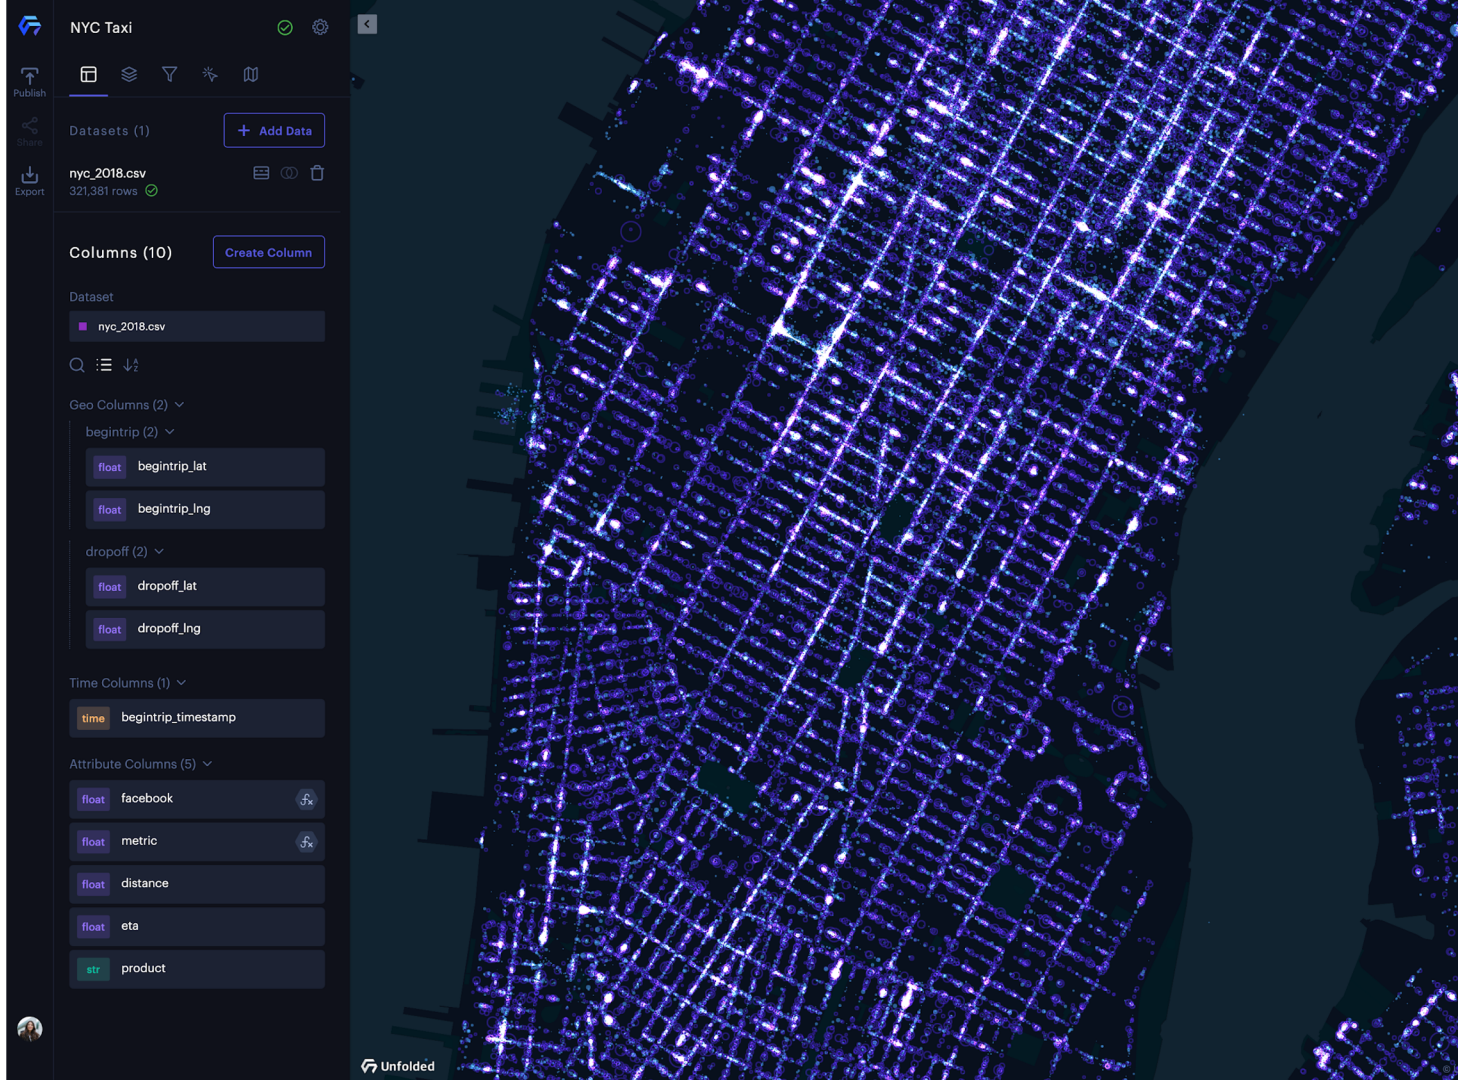 NYC Taxi
Publish
Share
Export
Datasets (1)
Add Data
nyc_2018.csv
321,381 rows
Columns (10)
Create Column
Dataset
nyc_2018.csv
Geo Columns (2)
begintrip (2)
float begintrip_lat
float begintrip_lng
dropoff (2)
float dropoff_lat
float dropoff_lng
Time Columns (1)
time begintrip_timestamp
Attribute Columns (5)
float facebook
float metric
float distance
float eta
str product
Unfolded